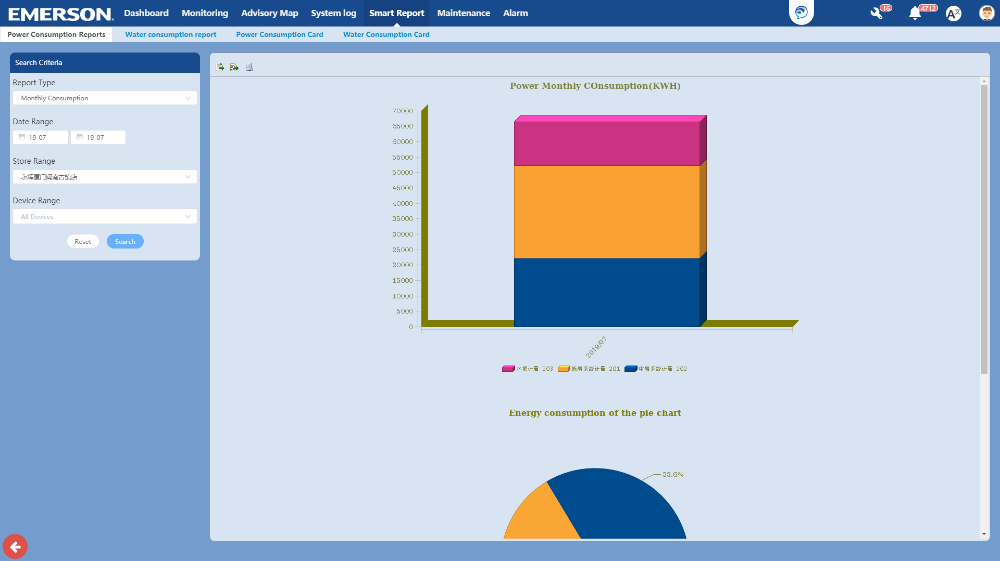 EMERSON. Dashboard Monitoring Advisory Map System log Smart Report Maintenance Alarm 16 4712
Power Consumption Reports Water consumption report Power Consumption Card Water Consumption Card
Search Criteria
Report Type
Monthly Consumption
Date Range
19-07 19-07
Store Range
永辉厦门闽南古镇店
Device Range
All Devices
Reset Search
Power Monthly COnsumption(KWH)
70000
65000
60000
55000
50000
45000
40000
35000
30000
25000
20000
15000
10000
5000
0
2019/07
水泵计量_203 低温系统计量_201 中温系统计量_202
Energy consumption of the pie chart
33.6%